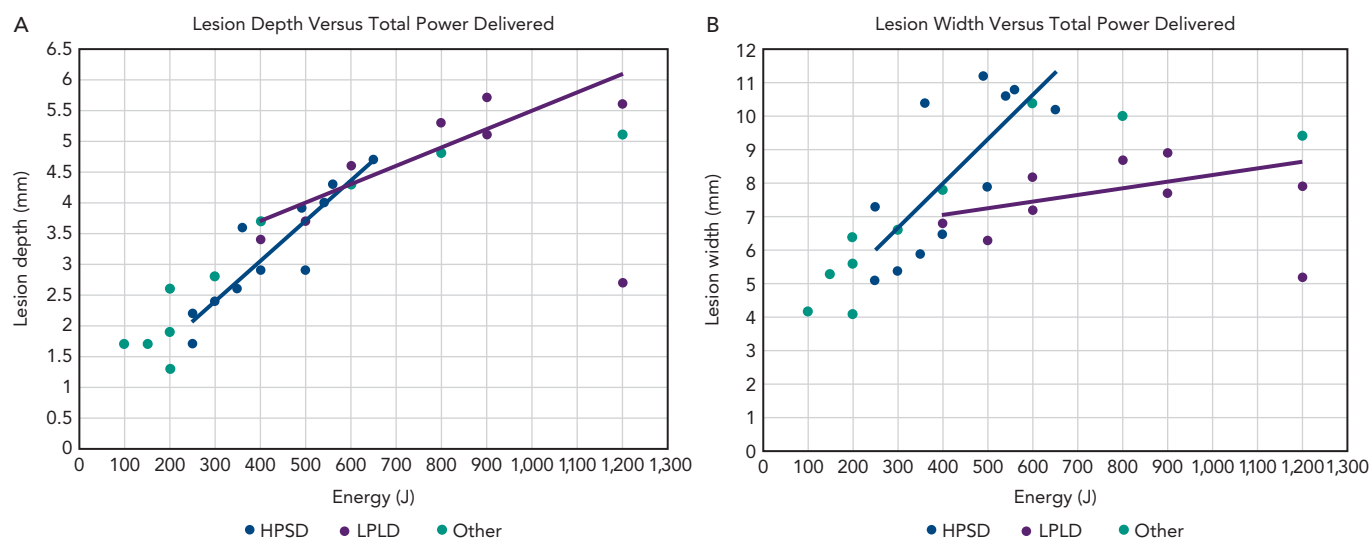 A
Lesion Depth Versus Total Power Delivered
Lesion depth (mm)
6.5
6
5.5
5
4.5
4
3.5
3
2.5
2
1.5
1
0.5
0
0 100 200 300 400 500 600 700 800 900 1,000 1,100 1,200 1,300
Energy (J)
HPSD LPLD Other
B
Lesion Width Versus Total Power Delivered
Lesion width (mm)
12
11
10
9
8
7
6
5
4
3
2
1
0
0 100 200 300 400 500 600 700 800 900 1,000 1,100 1,200 1,300
Energy (J)
HPSD LPLD Other